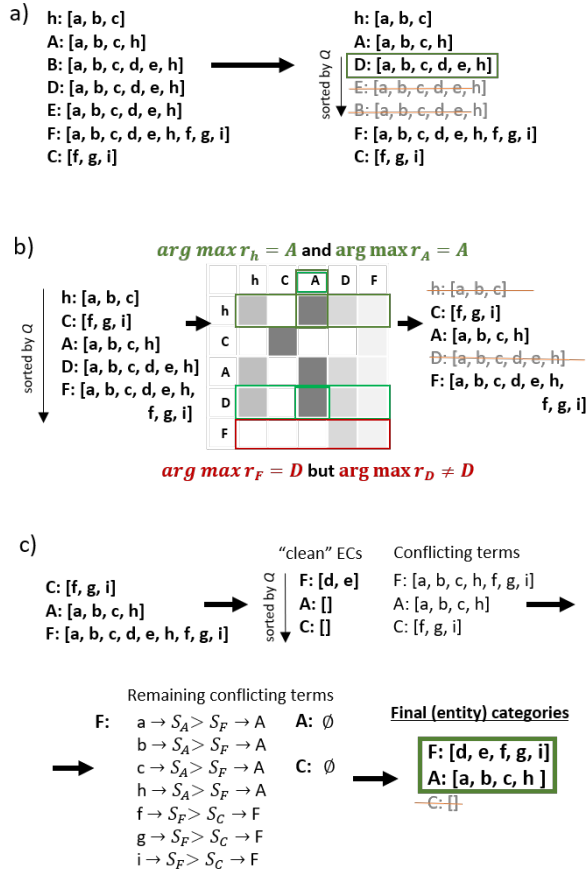 a)
h: [a, b, c]
A: [a, b, c, h]
B: [a, b, c, d, e, h]
D: [a, b, c, d, e, h]
E: [a, b, c, d, e, h]
F: [a, b, c, d, e, h, f, g, i]
C: [f, g, i]
sorted by Q
h: [a, b, c]
A: [a, b, c, h]
D: [a, b, c, d, e, h]
E: [a, b, c, d, e, h]
B: [a, b, c, d, e, h]
F: [a, b, c, d, e, h, f, g, i]
C: [f, g, i]
b)
arg max r_h = A and arg max r_A = A
sorted by Q
h: [a, b, c]
C: [f, g, i]
A: [a, b, c, h]
D: [a, b, c, d, e, h]
F: [a, b, c, d, e, h,
f, g, i]
h C A D F
h
C
A
D
F
h: [a, b, c]
C: [f, g, i]
A: [a, b, c, h]
D: [a, b, c, d, e, h]
F: [a, b, c, d, e, h,
f, g, i]
arg max r_F = D but arg max r_D ≠ D
c)
C: [f, g, i]
A: [a, b, c, h]
F: [a, b, c, d, e, h, f, g, i]
"clean" ECs
sorted by Q
F: [d, e]
A: []
C: []
Conflicting terms
F: [a, b, c, h, f, g, i]
A: [a, b, c, h]
C: [f, g, i]
Remaining conflicting terms
F:
a → S_A > S_F → A
b → S_A > S_F → A
c → S_A > S_F → A
h → S_A > S_F → A
f → S_F > S_C → F
g → S_F > S_C → F
i → S_F > S_C → F
A: ∅
C: ∅
Final (entity) categories
F: [d, e, f, g, i]
A: [a, b, c, h ]
C: []